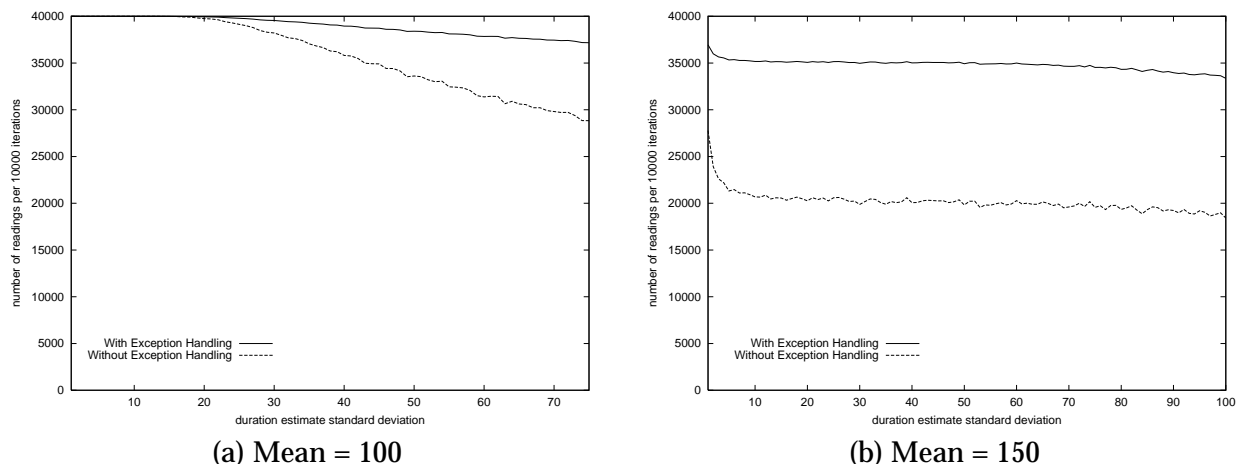 40000
35000
30000
25000
20000
15000
10000
5000
0
number of readings per 10000 iterations
With Exception Handling
Without Exception Handling
10 20 30 40 50 60 70
duration estimate standard deviation
(a) Mean = 100
40000
35000
30000
25000
20000
15000
10000
5000
0
number of readings per 10000 iterations
With Exception Handling
Without Exception Handling
10 20 30 40 50 60 70 80 90 100
duration estimate standard deviation
(b) Mean = 150